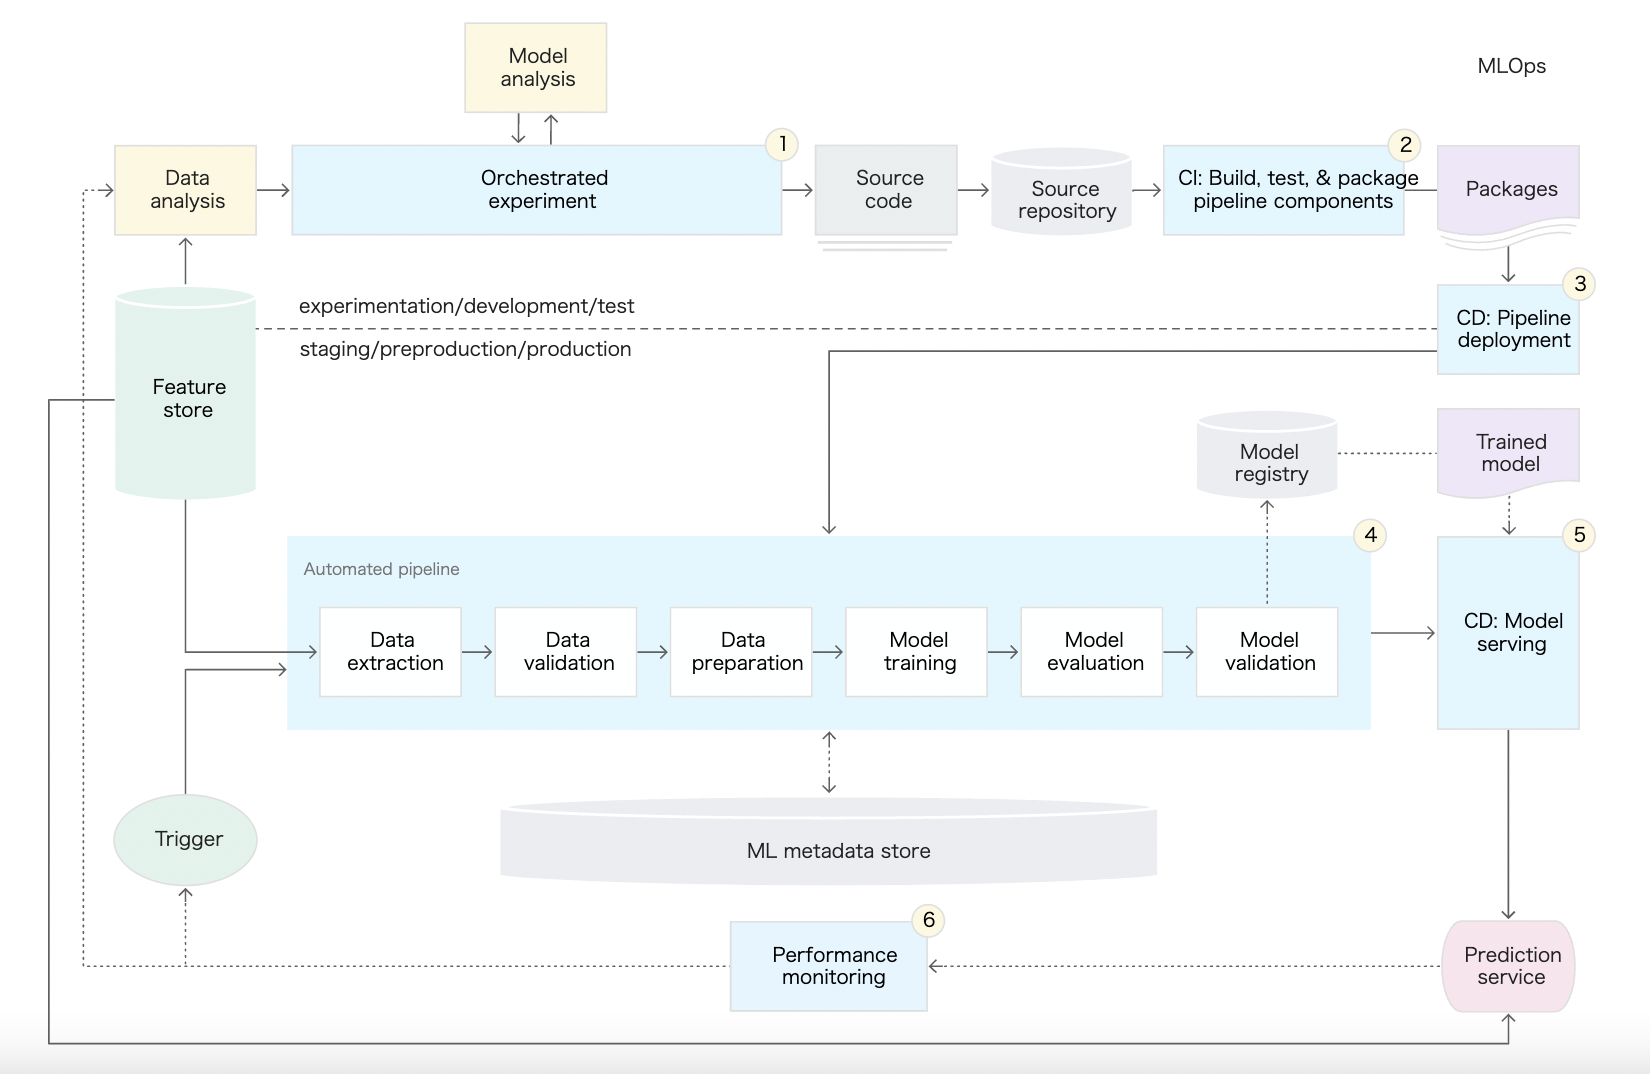 Model
analysis
MLOps
1
2
Data
analysis
Orchestrated
experiment
Source
code
Source
repository
CI: Build, test, & package
pipeline components
Packages
3
experimentation/development/test
staging/preproduction/production
CD: Pipeline
deployment
Feature
store
Model
registry
Trained
model
4
5
Automated pipeline
Data
extraction
Data
validation
Data
preparation
Model
training
Model
evaluation
Model
validation
CD: Model
serving
Trigger
ML metadata store
6
Performance
monitoring
Prediction
service